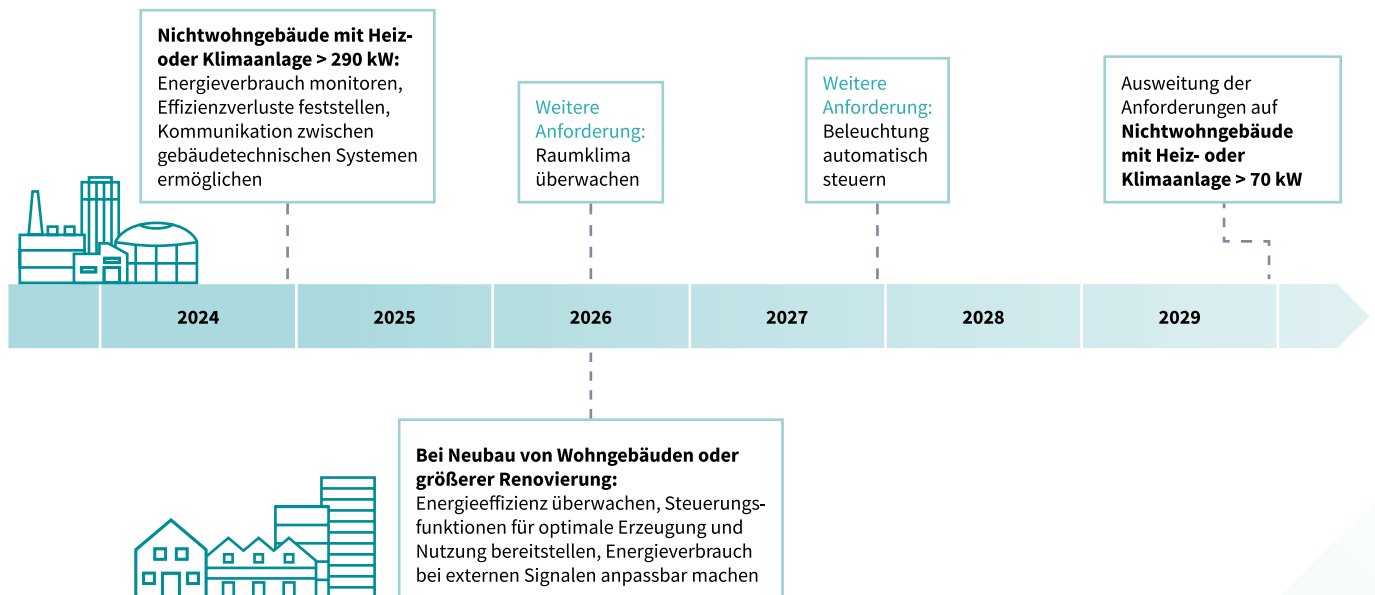 Nichtwohngebäude mit Heiz-
oder Klimaanlage > 290 kW:
Energieverbrauch monitoren,
Effizienzverluste feststellen,
Kommunikation zwischen
gebäudetechnischen Systemen
ermöglichen
Weitere
Anforderung:
Raumklima
überwachen
Weitere
Anforderung:
Beleuchtung
automatisch
steuern
Ausweitung der
Anforderungen auf
Nichtwohngebäude
mit Heiz- oder
Klimaanlage > 70 kW
2024
2025
2026
2027
2028
2029
Bei Neubau von Wohngebäuden oder
größerer Renovierung:
Energieeffizienz überwachen, Steuerungs-
funktionen für optimale Erzeugung und
Nutzung bereitstellen, Energieverbrauch
bei externen Signalen anpassbar machen